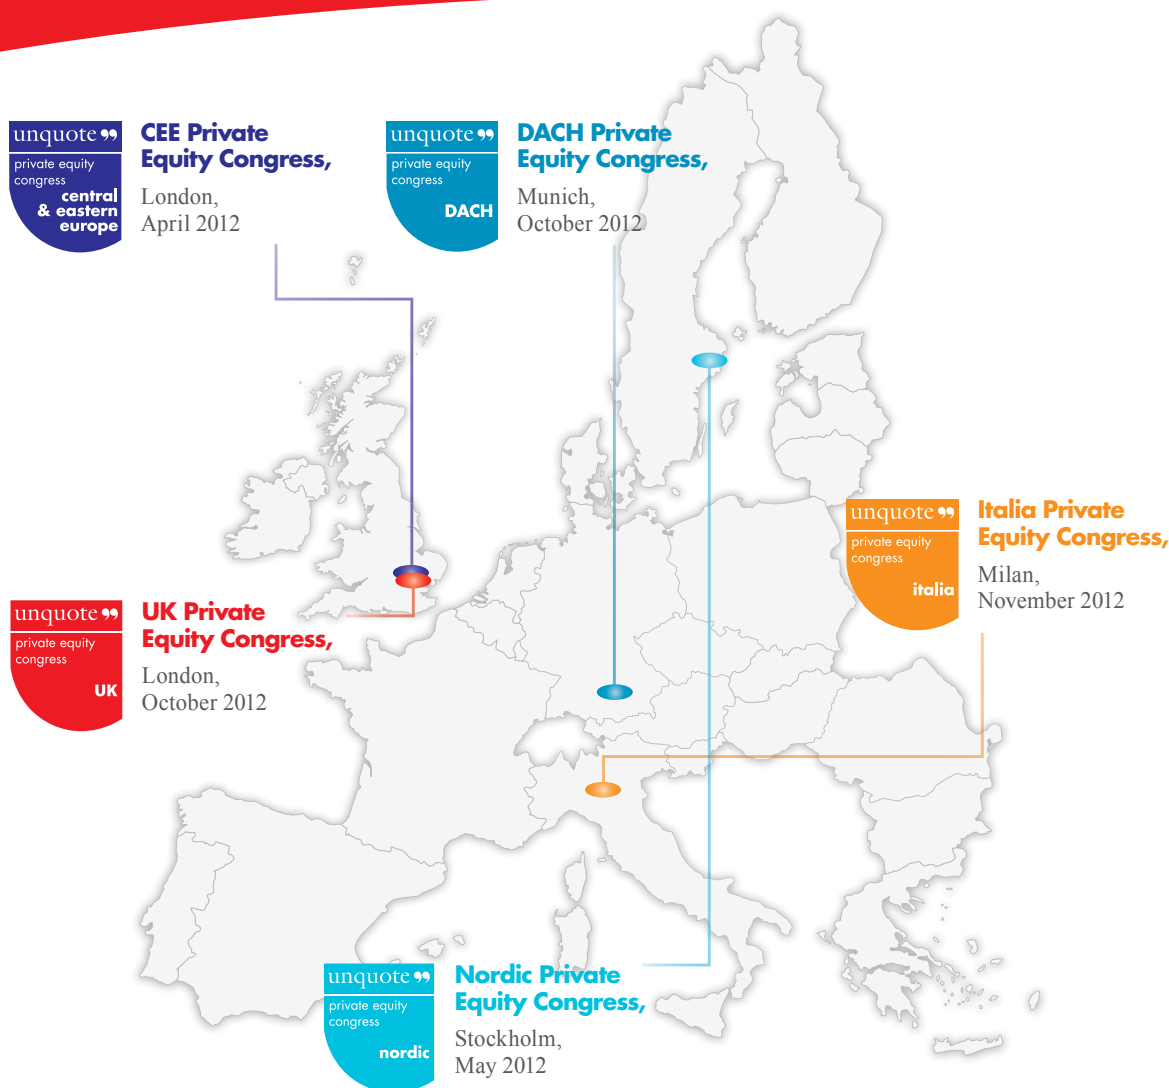 unquote ”
private equity
congress
central
& eastern
europe
CEE Private
Equity Congress,
London,
April 2012
unquote ”
private equity
congress
DACH
DACH Private
Equity Congress,
Munich,
October 2012
unquote ”
private equity
congress
italia
Italia Private
Equity Congress,
Milan,
November 2012
unquote ”
private equity
congress
UK
UK Private
Equity Congress,
London,
October 2012
unquote ”
private equity
congress
nordic
Nordic Private
Equity Congress,
Stockholm,
May 2012